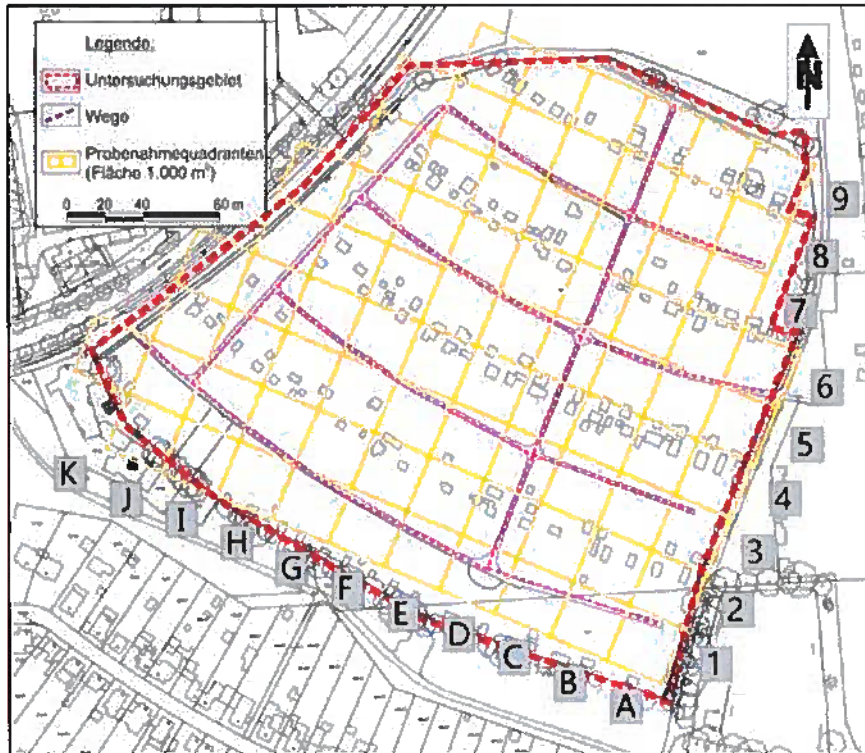 Legende:
Untersuchungsgebiet
Wege
Probenahmequadranten
(Fläche 1.000 m²)
0 20 40 60 m
N
9
8
7
6
5
4
3
2
1
K
J
I
H
G
F
E
D
C
B
A